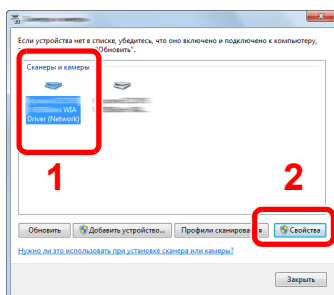 Если устройства нет в списке, убедитесь, что оно включено и подключено к компьютеру,
"Обновить".
Сканеры и камеры
WIA
Driver (Network)
1
2
Обновить
Добавить устройство...
Профили сканирования
Свойства
Нужно ли это использовать при установке сканера или камеры?
Закрыть